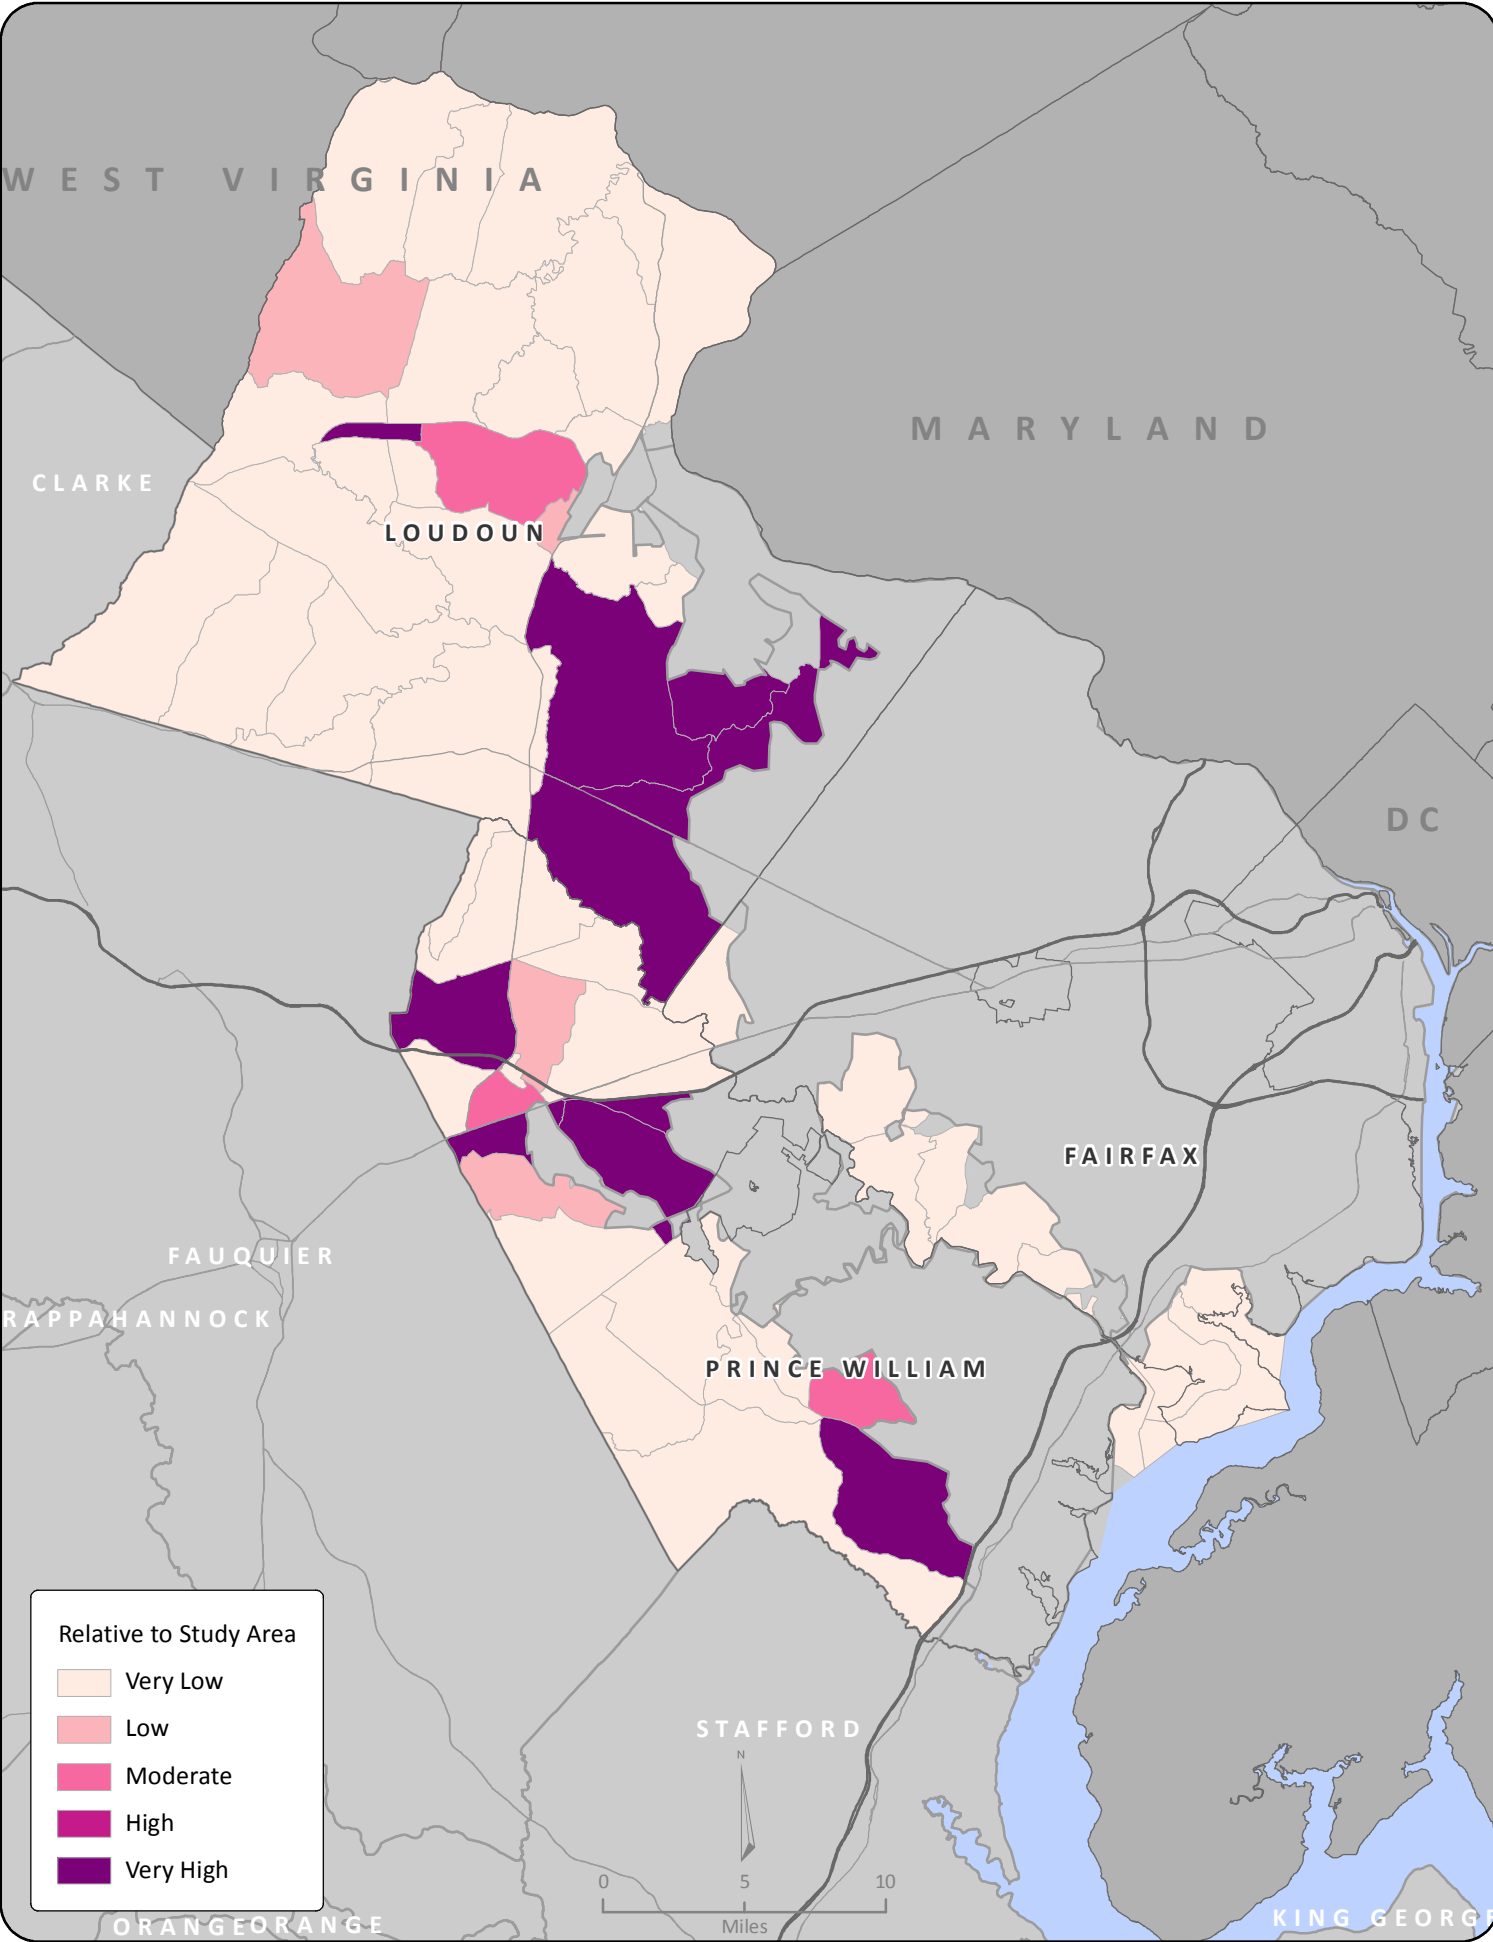 WEST VIRGINIA
MARYLAND
CLARKE
LOUDOUN
DC
FAIRFAX
FAUQUIER
RAPPAHANNOCK
PRINCE WILLIAM
Relative to Study Area
Very Low
Low
Moderate
High
Very High
STAFFORD
N
0 5 10
Miles
ORANGEORANGE
KING GEORGE